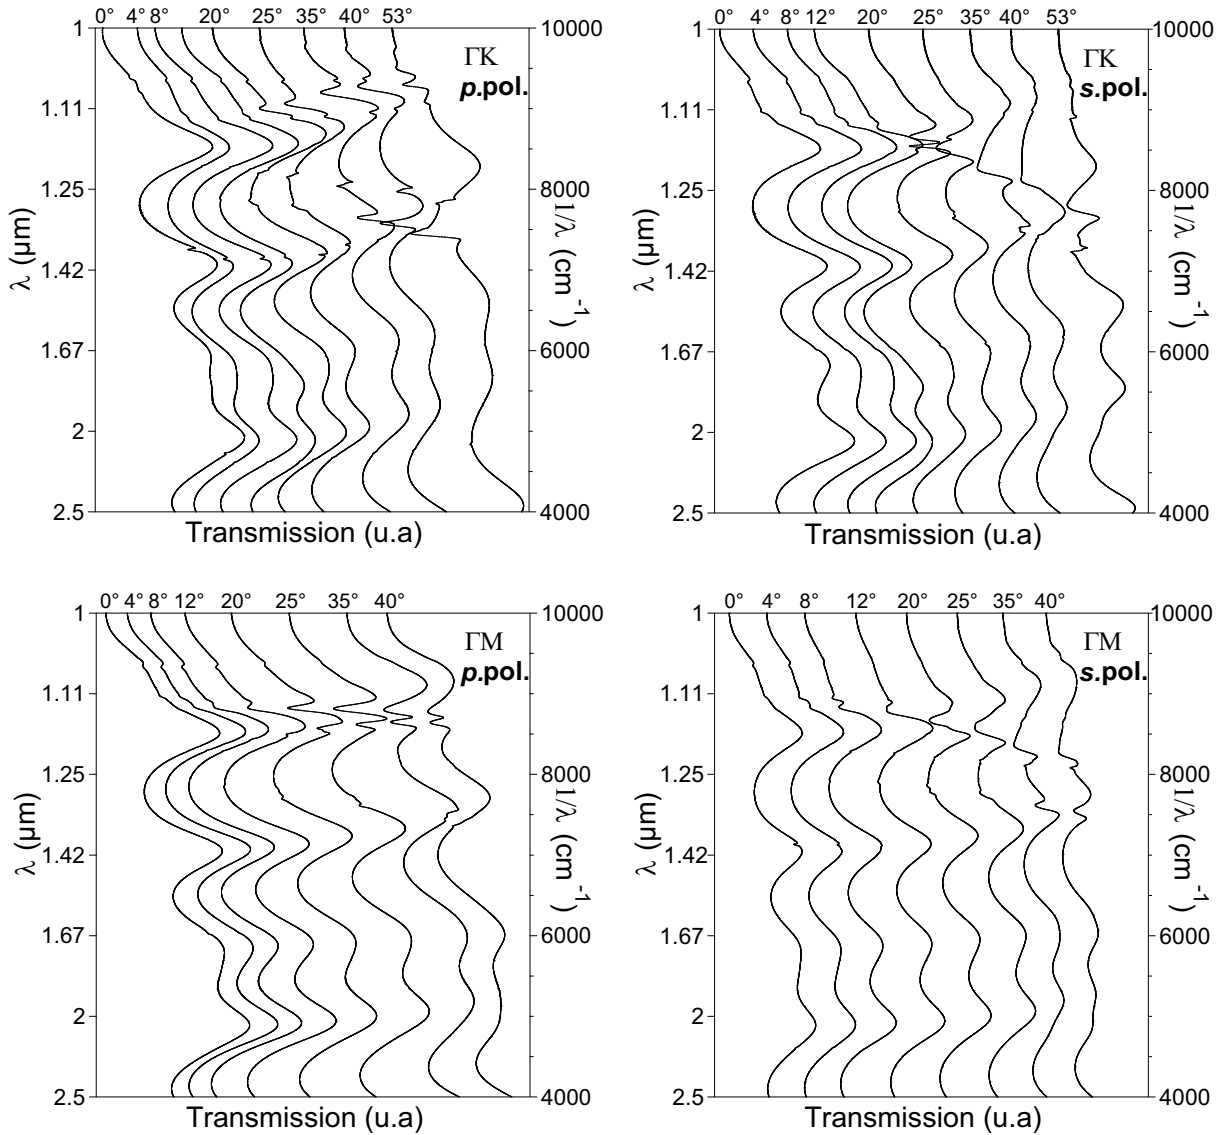 0° 4° 8° 12° 20° 25° 35° 40° 53°
1
1.11
1.25
1.42
1.67
2
2.5
λ (µm)
10000
8000
6000
4000
1/λ (cm⁻¹)
ΓK
p.pol.
Transmission (u.a)
0° 4° 8° 12° 20° 25° 35° 40° 53°
1
1.11
1.25
1.42
1.67
2
2.5
λ (µm)
10000
8000
6000
4000
1/λ (cm⁻¹)
ΓK
s.pol.
Transmission (u.a)
0° 4° 8° 12° 20° 25° 35° 40°
1
1.11
1.25
1.42
1.67
2
2.5
λ (µm)
10000
8000
6000
4000
1/λ (cm⁻¹)
ΓM
p.pol.
Transmission (u.a)
0° 4° 8° 12° 20° 25° 35° 40°
1
1.11
1.25
1.42
1.67
2
2.5
λ (µm)
10000
8000
6000
4000
1/λ (cm⁻¹)
ΓM
s.pol.
Transmission (u.a)